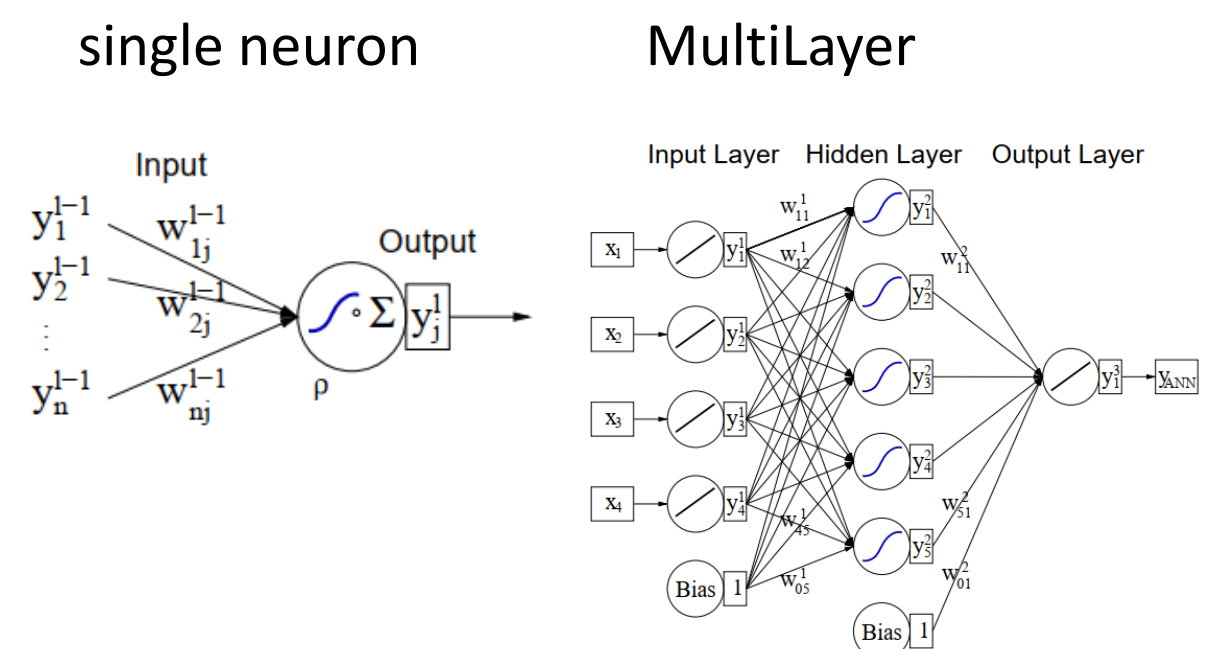 single neuron
MultiLayer
Input
y₁ˡ⁻¹
w₁ⱼˡ⁻¹
y₂ˡ⁻¹
w₂ⱼˡ⁻¹
⋮
yₙˡ⁻¹
wₙⱼˡ⁻¹
∘ Σ
ρ
Output
yⱼˡ
Input Layer Hidden Layer Output Layer
x₁
y₁¹
w₁₁¹
w₁₂¹
y₁²
w₁₁²
x₂
y₂¹
y₂²
x₃
y₃¹
y₃²
y₁³
yANN
x₄
y₄¹
w₄₅¹
y₄²
w₅₁²
y₅²
Bias 1
w₀₅¹
w₀₁²
Bias 1